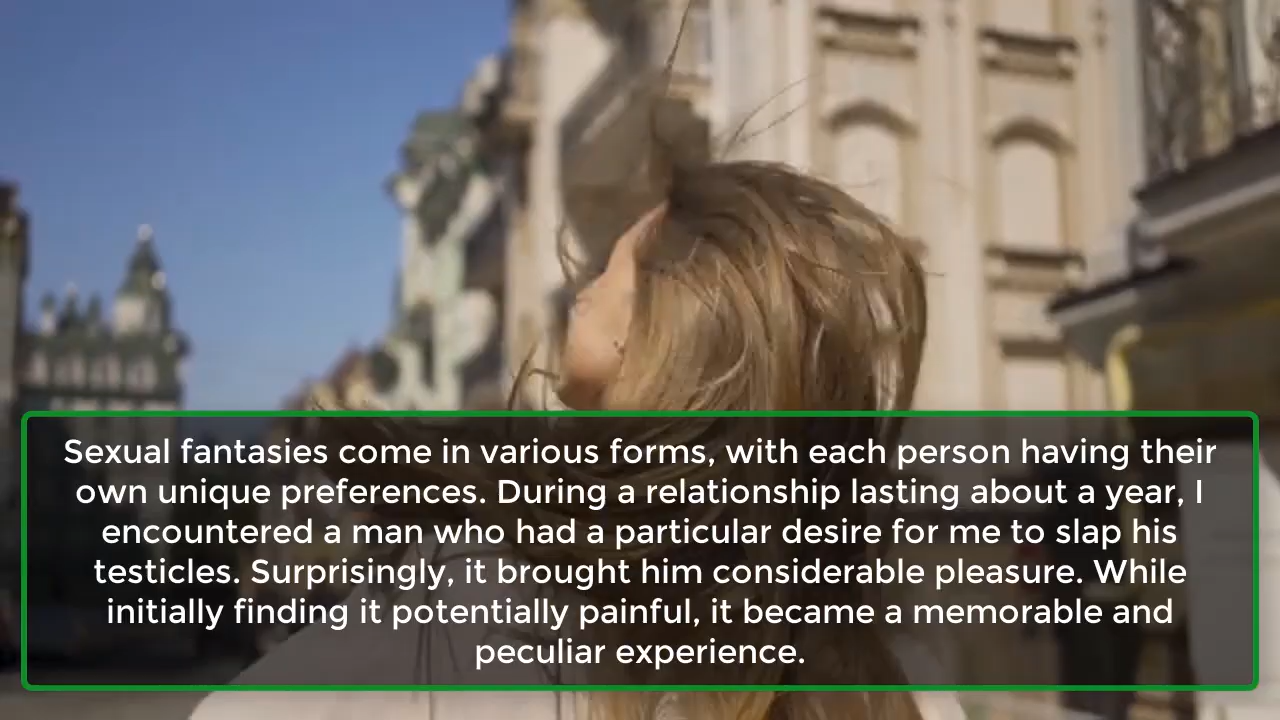 Sexual fantasies come in various forms, with each person having their
own unique preferences. During a relationship lasting about a year, I
encountered a man who had a particular desire for me to slap his
testicles. Surprisingly, it brought him considerable pleasure. While
initially finding it potentially painful, it became a memorable and
peculiar experience.